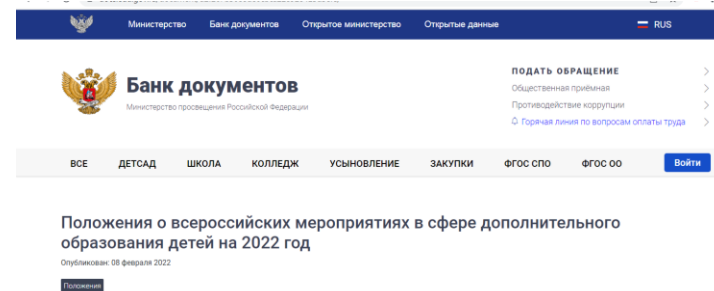 Министерство Банк документов Открытое министерство Открытые данные RUS
ПОДАТЬ ОБРАЩЕНИЕ
Банк документов
Общественная приёмная
Министерство просвещения Российской Федерации
Противодействие коррупции
Горячая линия по вопросам оплаты труда
ВСЕ ДЕТСАД ШКОЛА КОЛЛЕДЖ УСЫНОВЛЕНИЕ ЗАКУПКИ ФГОС СПО ФГОС ОО Войти
Положения о всероссийских мероприятиях в сфере дополнительного
образования детей на 2022 год
Опубликован: 08 февраля 2022
Положения